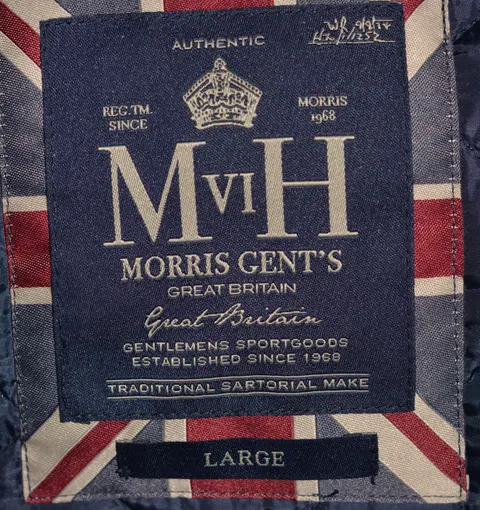 AUTHENTIC
REG.TM.
SINCE
MORRIS
1968
MVIH
MORRIS GENT'S
GREAT BRITAIN
Great Britain
GENTLEMENS SPORTGOODS
ESTABLISHED SINCE 1968
TRADITIONAL SARTORIAL MAKE
LARGE